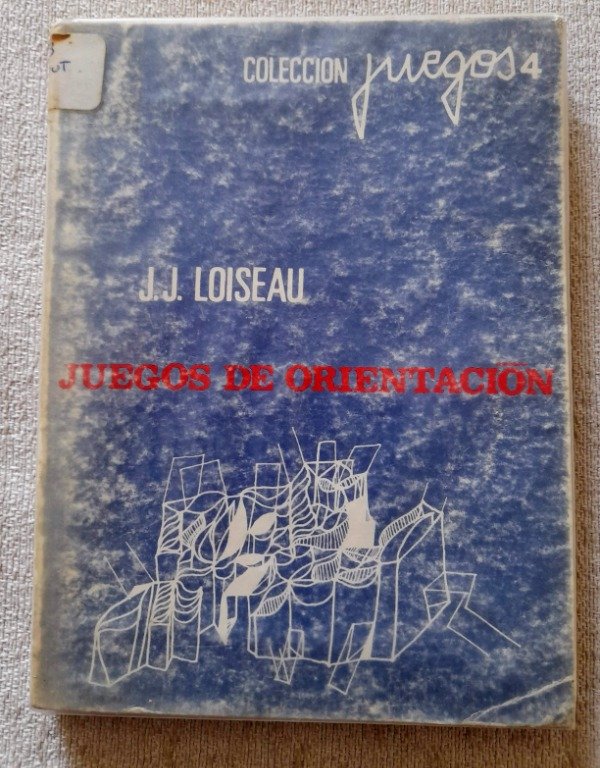 COLECCION juegos 4
J.J. LOISEAU
JUEGOS DE ORIENTACIÓN